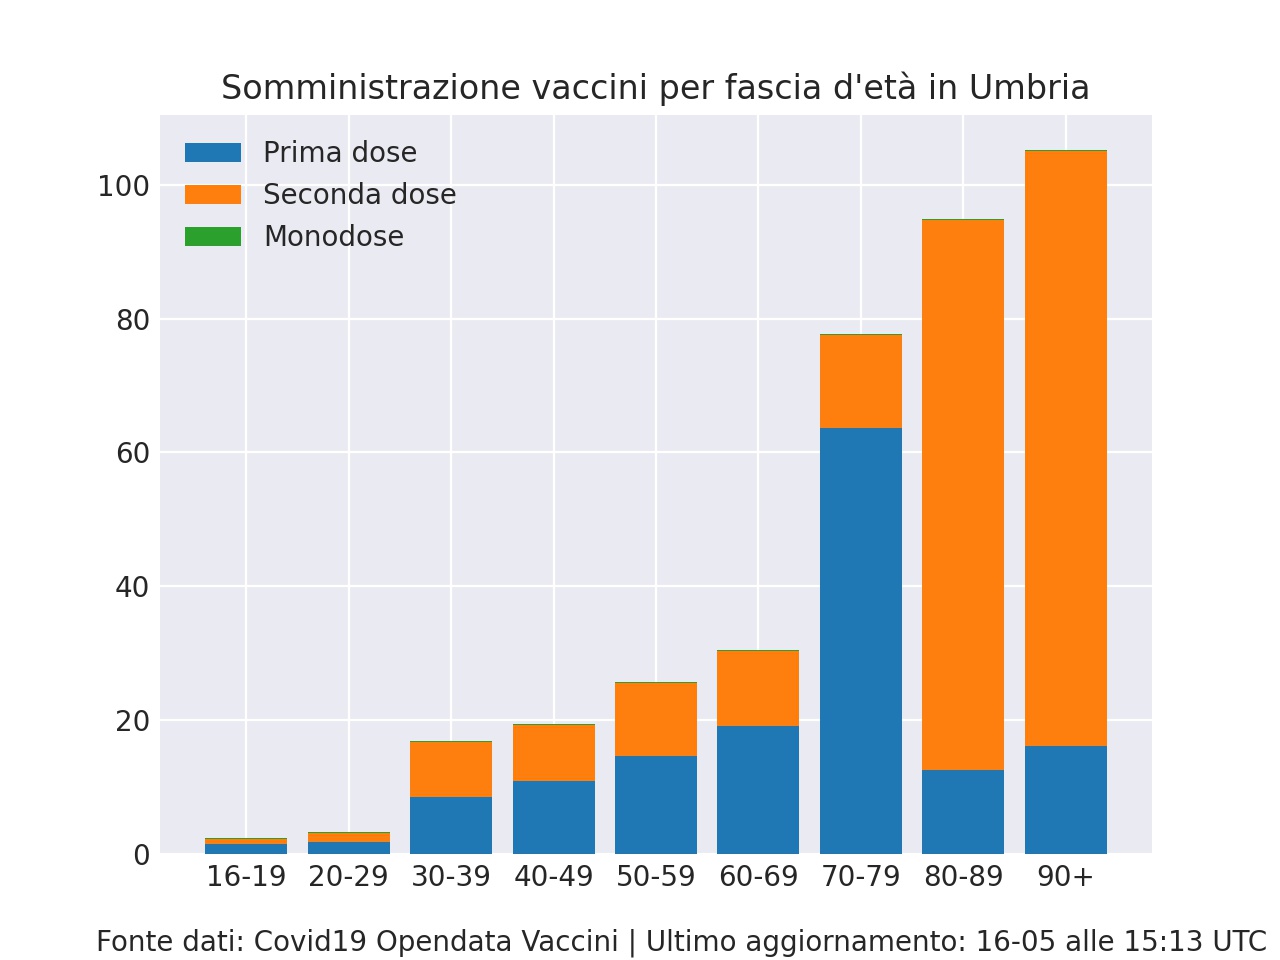 Somministrazione vaccini per fascia d'età in Umbria
Prima dose
Seconda dose
Monodose
100
80
60
40
20
0
16-19 20-29 30-39 40-49 50-59 60-69 70-79 80-89 90+
Fonte dati: Covid19 Opendata Vaccini | Ultimo aggiornamento: 16-05 alle 15:13 UTC